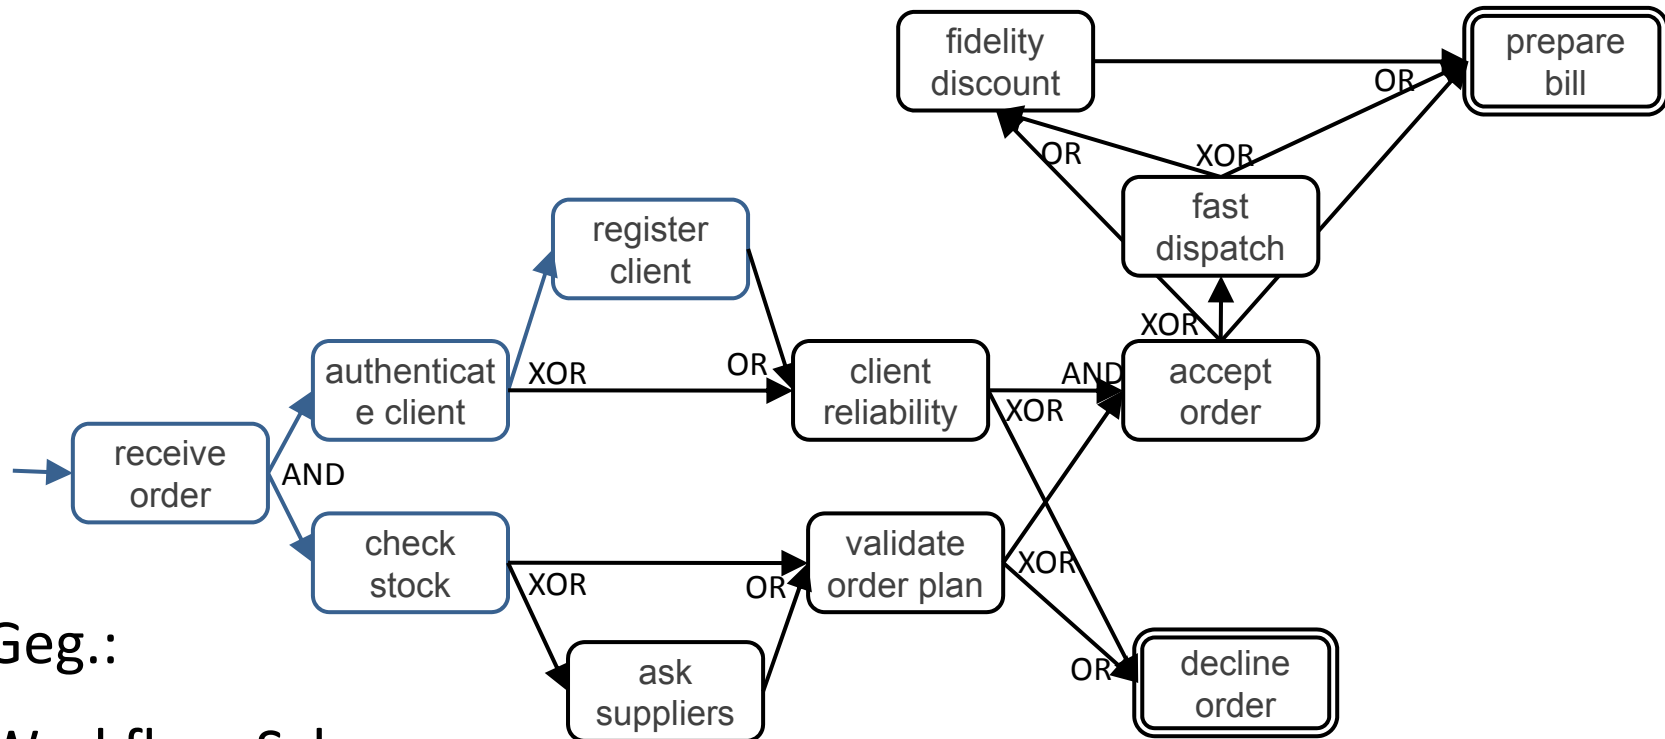 fidelity
discount
prepare
bill
OR
OR
XOR
fast
dispatch
register
client
XOR
authenticat
e client
XOR
OR
client
reliability
AND
XOR
accept
order
receive
order
AND
check
stock
XOR
OR
validate
order plan
XOR
Geg.:
ask
suppliers
OR
decline
order